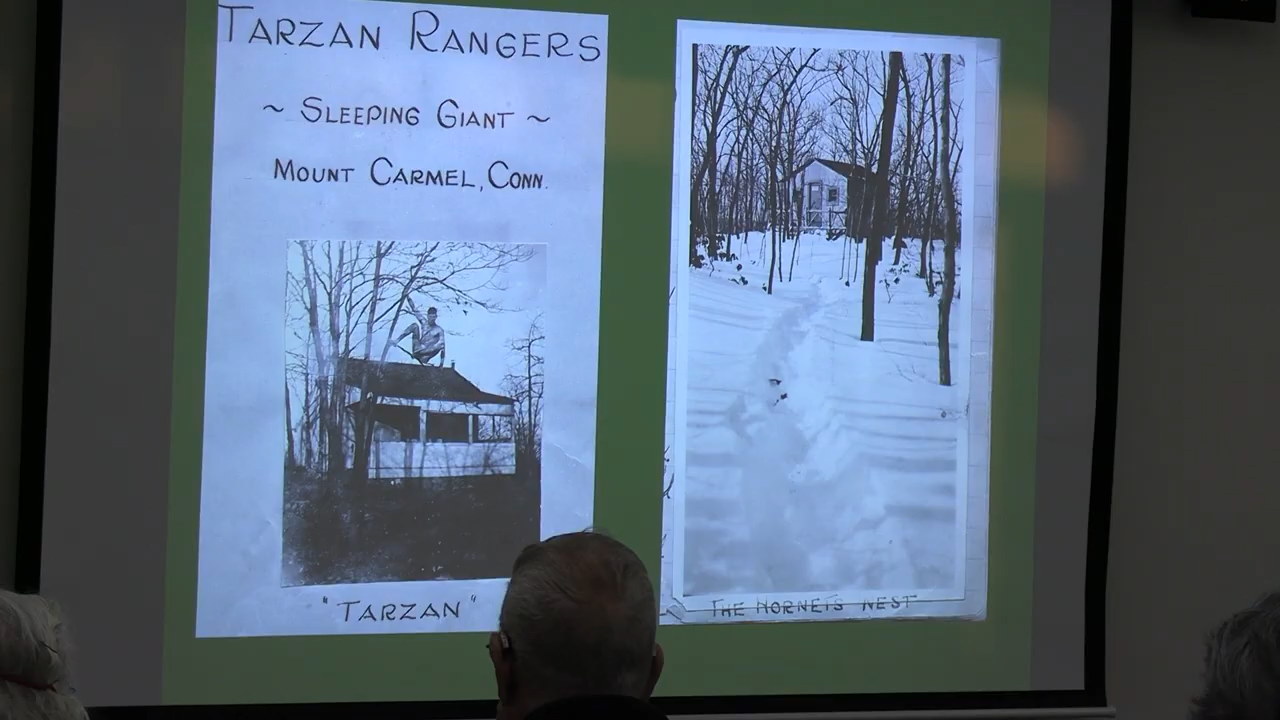 TARZAN RANGERS
~ SLEEPING GIANT ~
MOUNT CARMEL, CONN.
"TARZAN"
THE HORNETS NEST